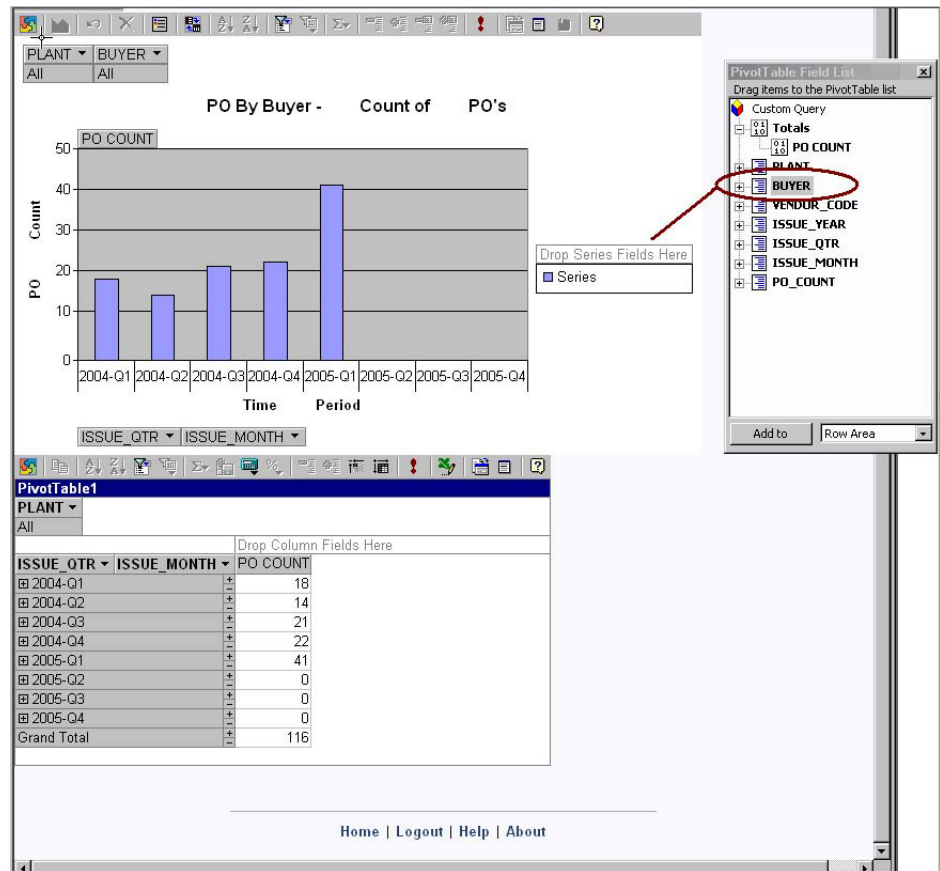 PLANT BUYER
All All
PO By Buyer - Count of PO's
PO COUNT
50
40
30
20
10
0
PO Count
2004-Q1 2004-Q2 2004-Q3 2004-Q4 2005-Q1 2005-Q2 2005-Q3 2005-Q4
Time Period
ISSUE_QTR ISSUE_MONTH
Drop Series Fields Here
Series
PivotTable Field List
Drag items to the PivotTable list
Custom Query
Totals
PO COUNT
PLANT
BUYER
VENDUR_CODE
ISSUE_YEAR
ISSUE_QTR
ISSUE_MONTH
PO_COUNT
Add to Row Area
PivotTable1
PLANT
All
Drop Column Fields Here
ISSUE_QTR ISSUE_MONTH PO COUNT
2004-Q1 18
2004-Q2 14
2004-Q3 21
2004-Q4 22
2005-Q1 41
2005-Q2 0
2005-Q3 0
2005-Q4 0
Grand Total 116
Home | Logout | Help | About